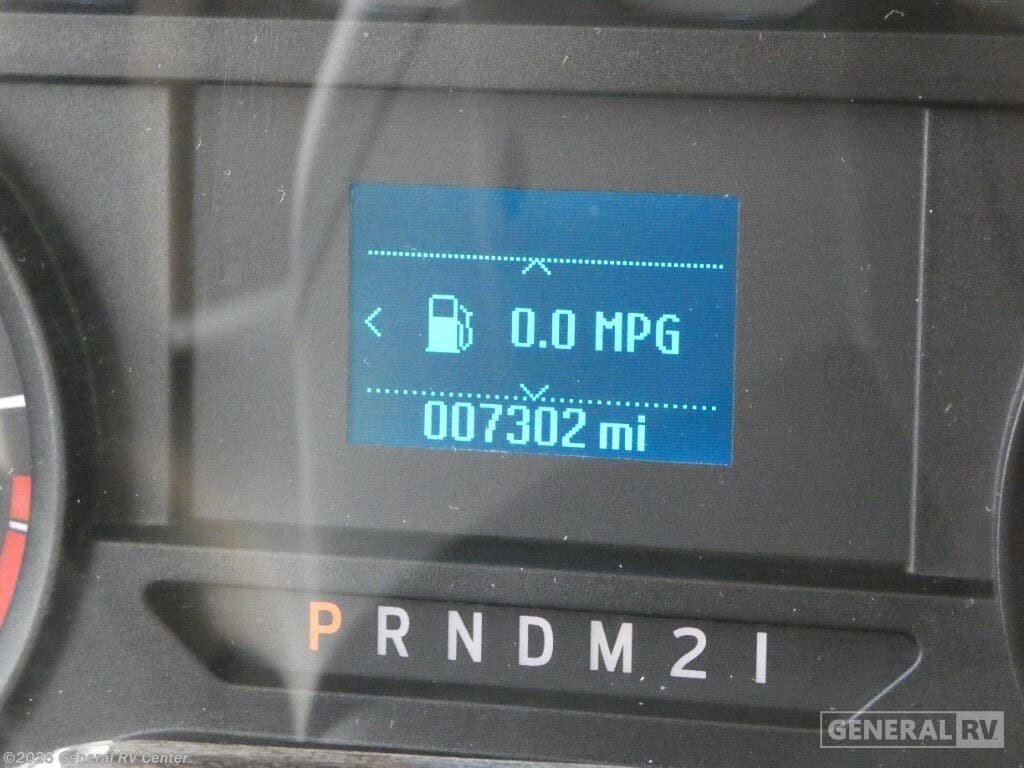 0.0 MPG
007302 mi
P R N D M 2 1
GENERAL RV
©2025 General RV Center